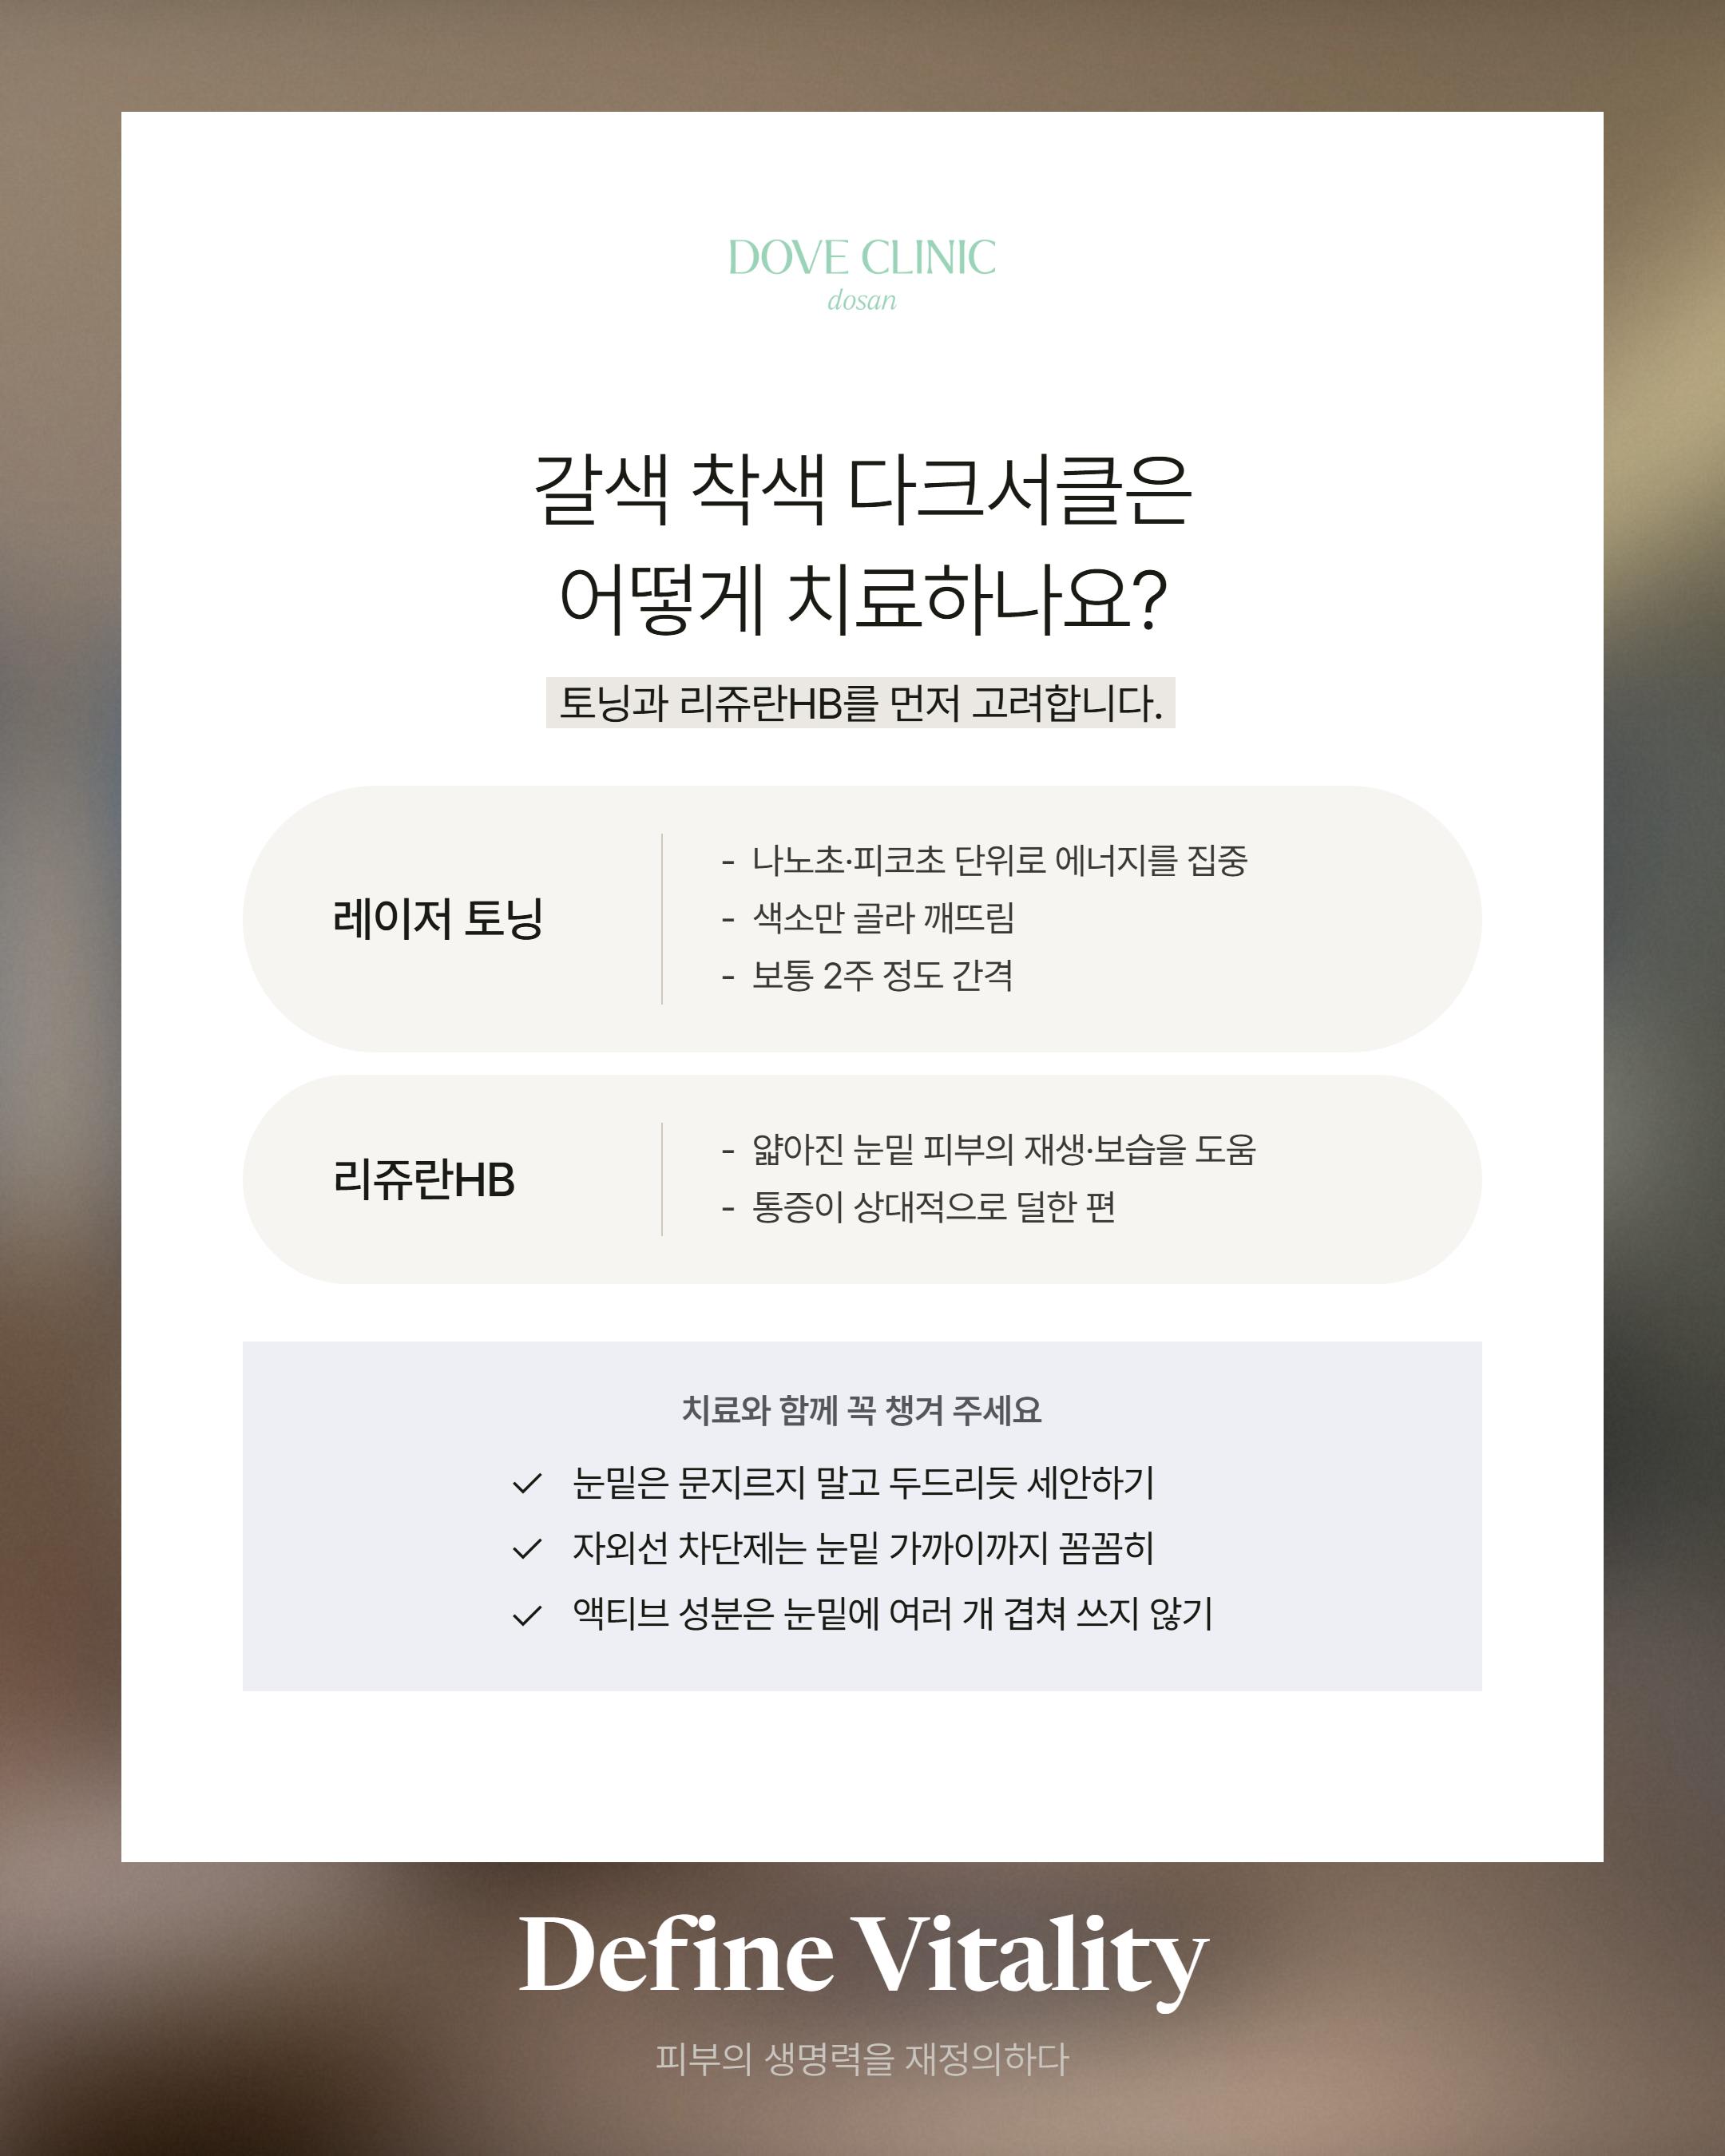 DOVE CLINIC
dosan
갈색 착색 다크서클은
어떻게 치료하나요?
토닝과 리쥬란HB를 먼저 고려합니다.
레이저 토닝
- 나노초·피코초 단위로 에너지를 집중
- 색소만 골라 깨뜨림
- 보통 2주 정도 간격
리쥬란HB
- 얇아진 눈밑 피부의 재생·보습을 도움
- 통증이 상대적으로 덜한 편
치료와 함께 꼭 챙겨 주세요
✓ 눈밑은 문지르지 말고 두드리듯 세안하기
✓ 자외선 차단제는 눈밑 가까이까지 꼼꼼히
✓ 액티브 성분은 눈밑에 여러 개 겹쳐 쓰지 않기
Define Vitality
피부의 생명력을 재정의하다